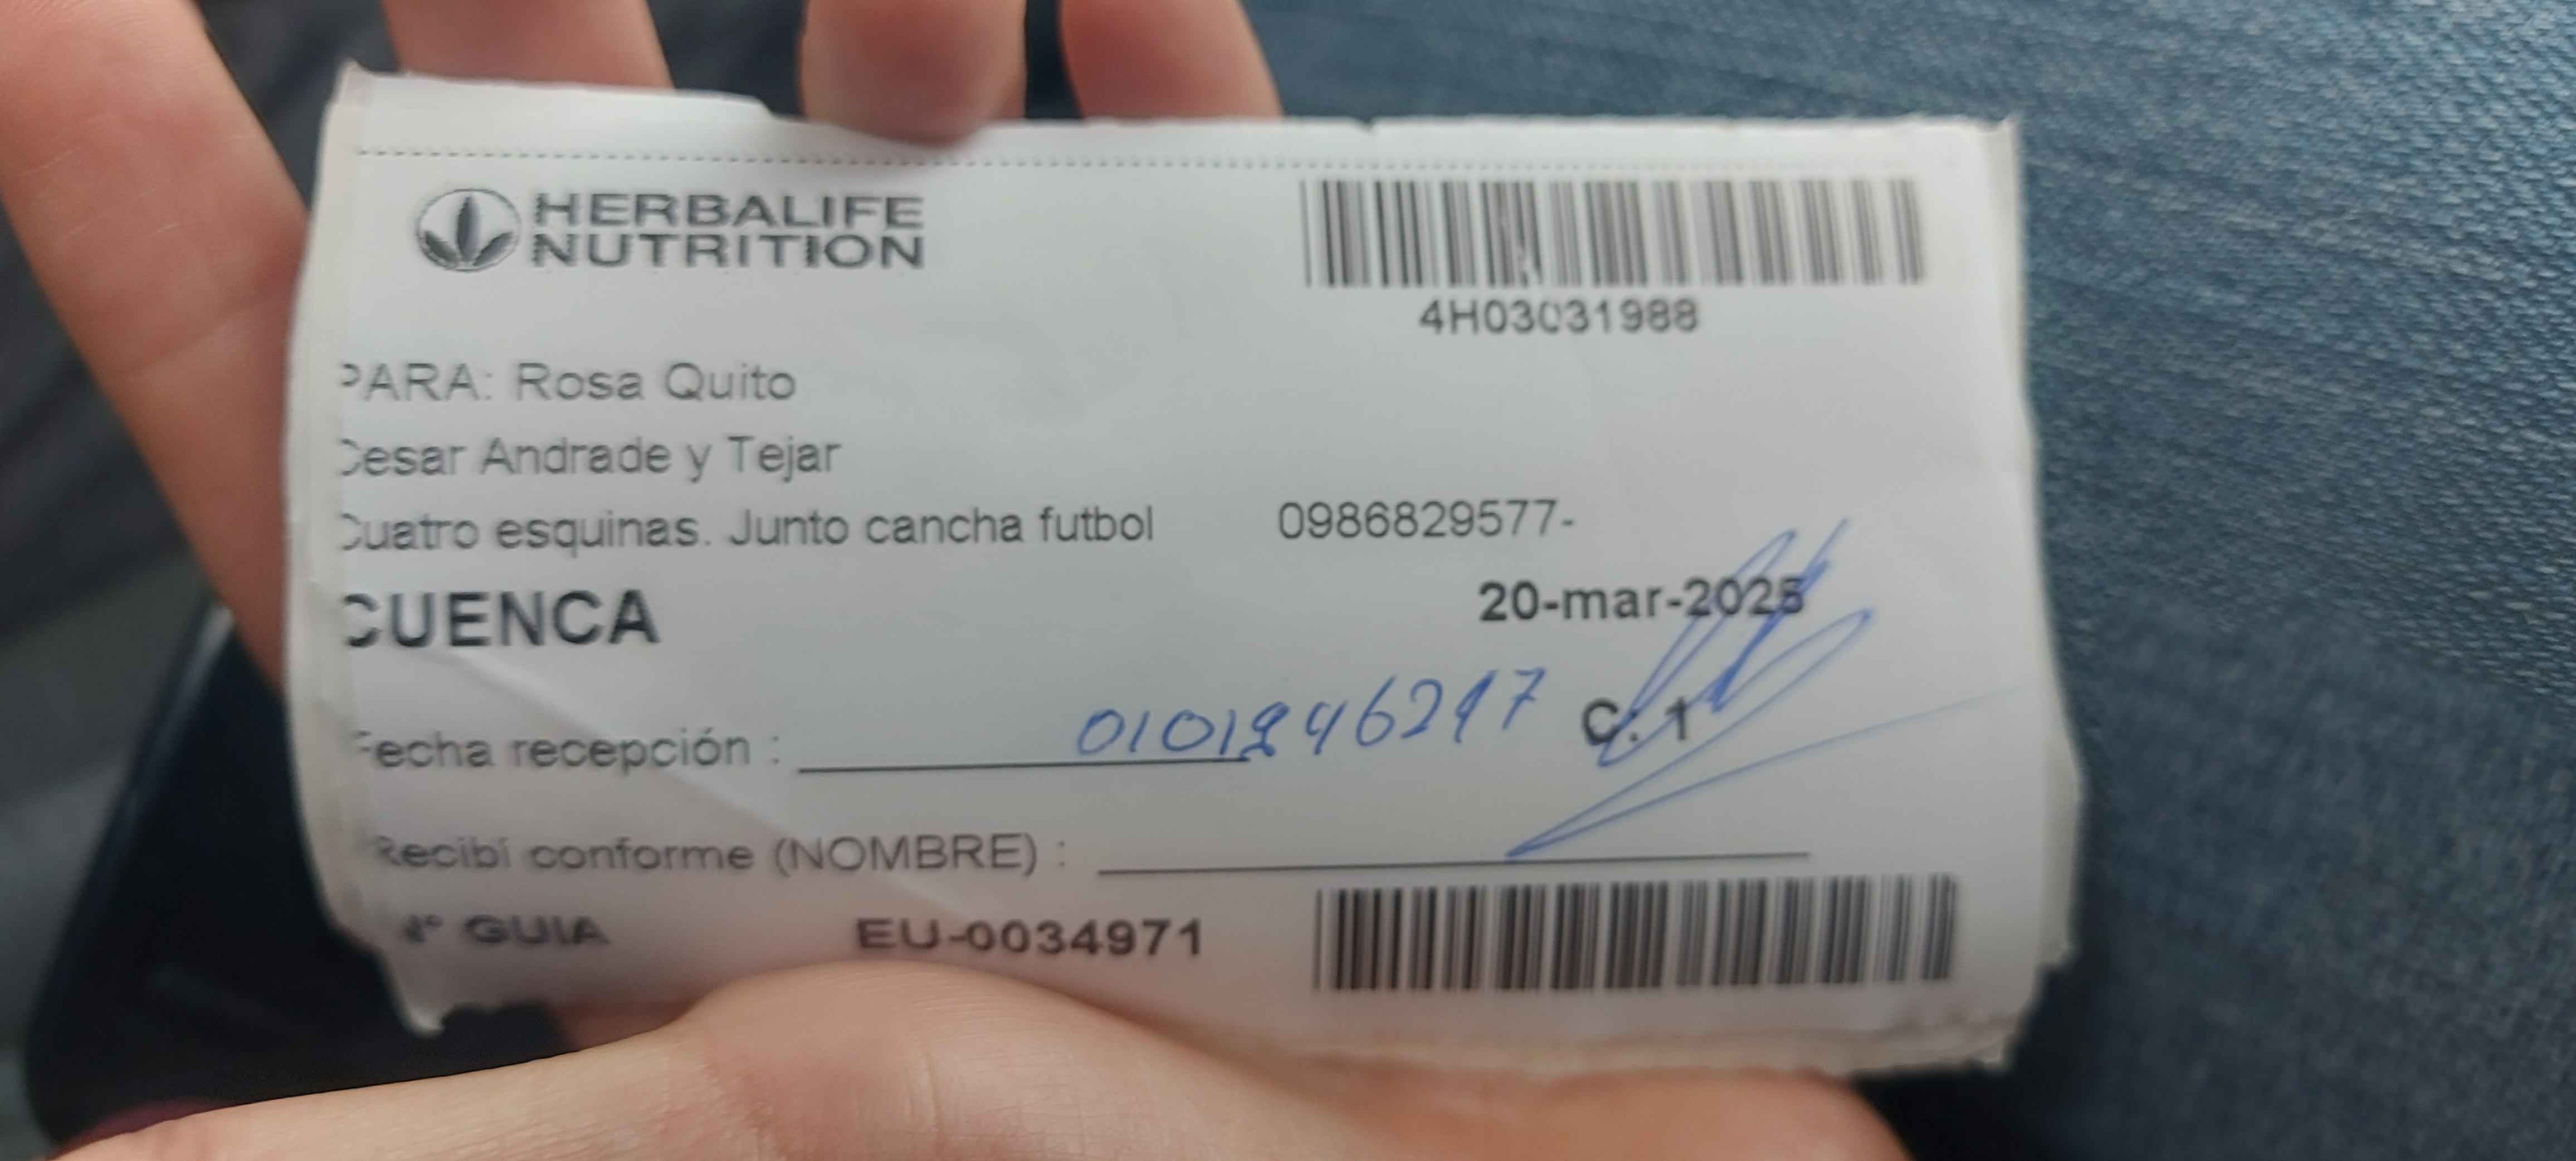 HERBALIFE
NUTRITION
4H03031988
PARA: Rosa Quito
Cesar Andrade y Tejar
Cuatro esquinas. Junto cancha futbol 0986829577-
CUENCA
20-mar-2025
C: 1
Fecha recepción :
Recibí conforme (NOMBRE) :
N° GUIA EU-0034971